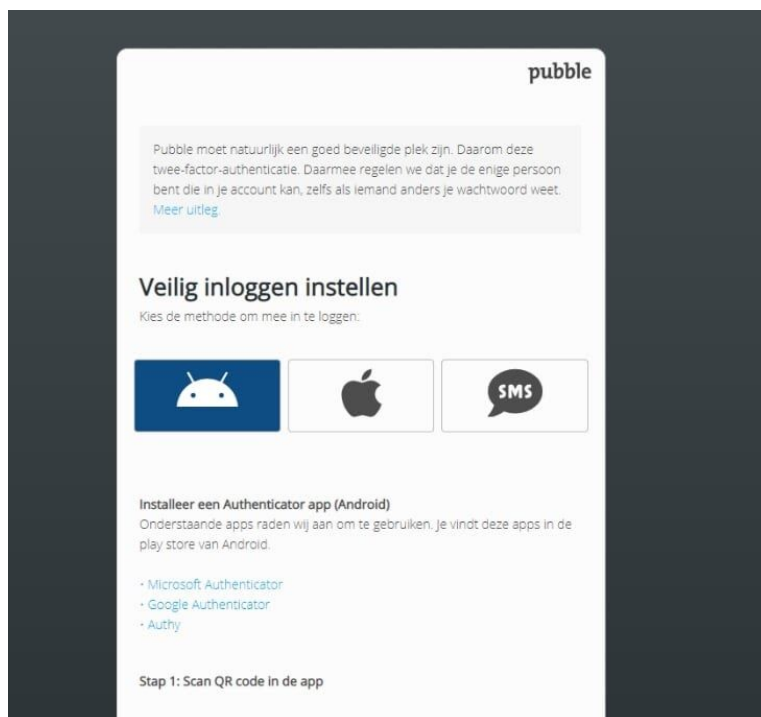 pubble
Pubble moet natuurlijk een goed beveiligde plek zijn. Daarom deze
twee-factor-authenticatie. Daarmee regelen we dat je de enige persoon
bent die in je account kan, zelfs als iemand anders je wachtwoord weet.
Meer uitleg.
Veilig inloggen instellen
Kies de methode om mee in te loggen:
SMS
Installeer een Authenticator app (Android)
Onderstaande apps raden wij aan om te gebruiken. Je vindt deze apps in de
play store van Android.
• Microsoft Authenticator
• Google Authenticator
• Authy
Stap 1: Scan QR code in de app